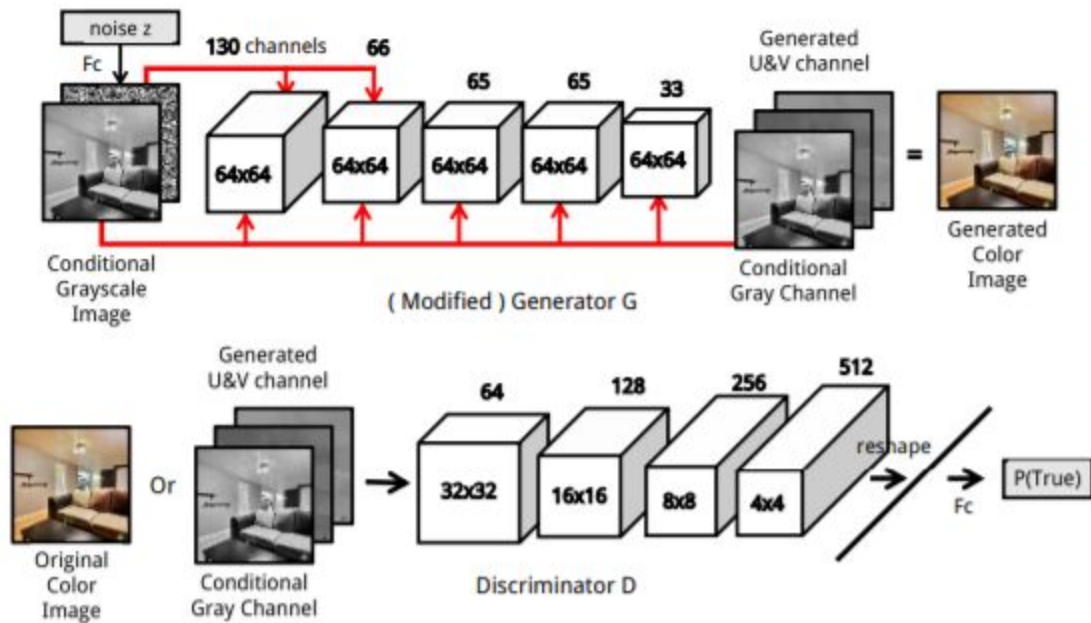 noise z
Fc
130 channels
66
65
65
33
Generated
U&V channel
64x64
64x64
64x64
64x64
64x64
=
Conditional
Grayscale
Image
( Modified ) Generator G
Conditional
Gray Channel
Generated
Color
Image
Generated
U&V channel
64
128
256
512
Or
32x32
16x16
8x8
4x4
reshape
Fc
P(True)
Original
Color
Image
Conditional
Gray Channel
Discriminator D